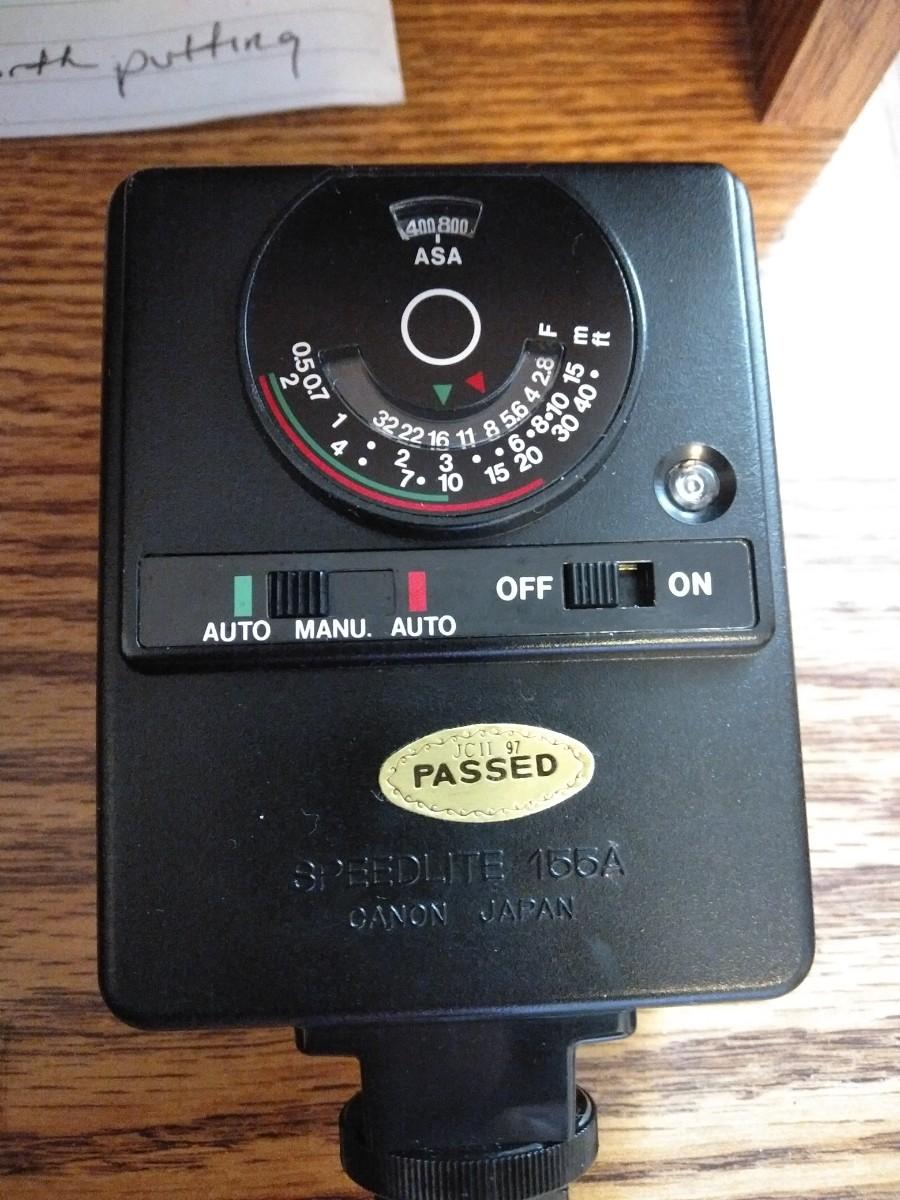 putting
400 800
ASA
F m ft
0.5 0.7 1 2 3 6 8 10 15
2 4 7 10 15 20 30 40
32 22 16 11 8 5.6 4 2.8
OFF ON
AUTO MANU. AUTO
JCII 97
PASSED
SPEEDLITE 155A
CANON JAPAN